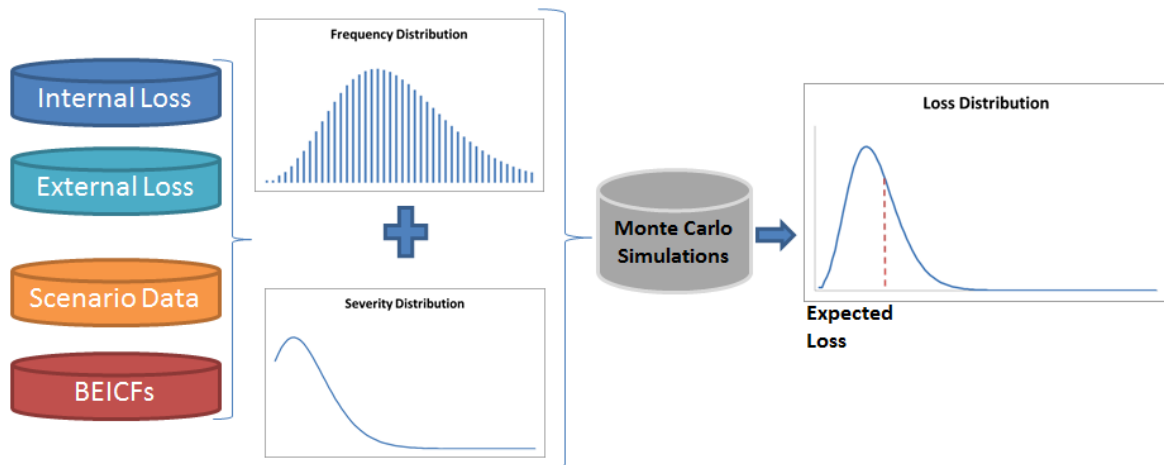 Internal Loss
External Loss
Scenario Data
BEICFs
Frequency Distribution
Severity Distribution
Monte Carlo
Simulations
Loss Distribution
Expected
Loss